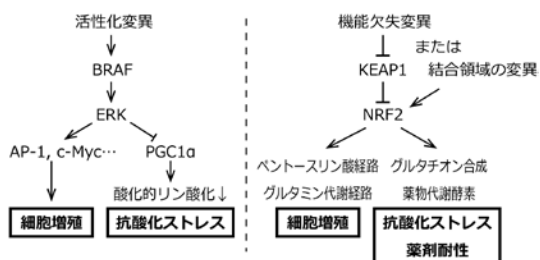 活性化変異
BRAF
ERK
AP-1, c-Myc…
PGC1α
酸化的リン酸化↓
細胞増殖
抗酸化ストレス
機能欠失変異
または
KEAP1
結合領域の変異
NRF2
ペントースリン酸経路
グルタチオン合成
グルタミン代謝経路
薬物代謝酵素
細胞増殖
抗酸化ストレス
薬剤耐性